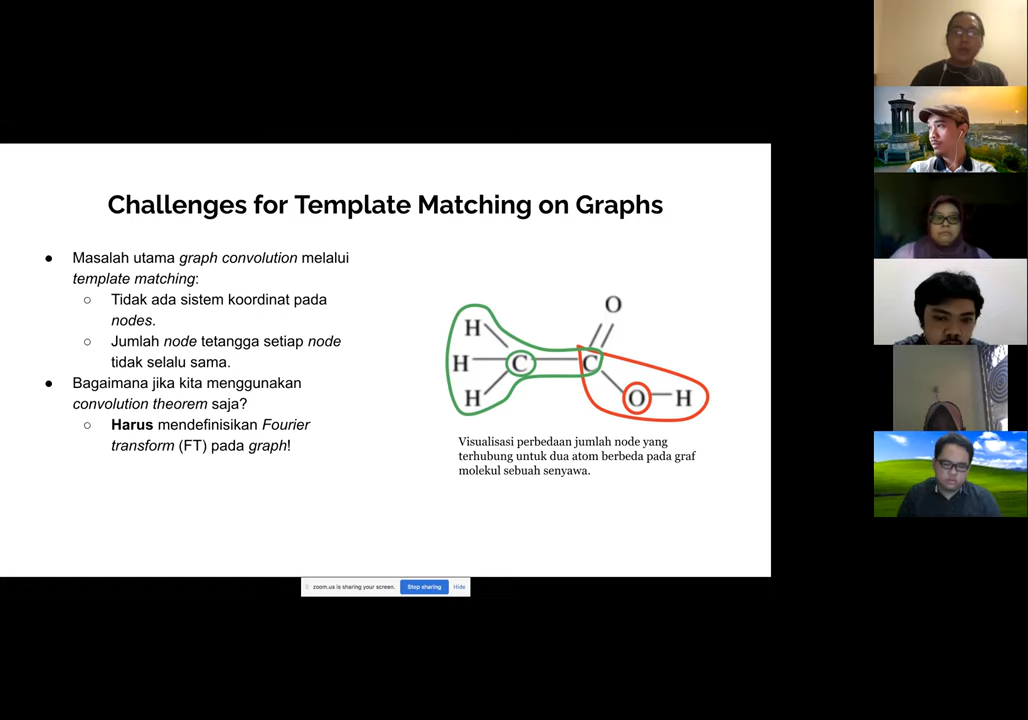 Challenges for Template Matching on Graphs
● Masalah utama graph convolution melalui
template matching:
○ Tidak ada sistem koordinat pada
nodes.
○ Jumlah node tetangga setiap node
tidak selalu sama.
● Bagaimana jika kita menggunakan
convolution theorem saja?
○ Harus mendefinisikan Fourier
transform (FT) pada graph!
O
H
H C C
H O H
Visualisasi perbedaan jumlah node yang
terhubung untuk dua atom berbeda pada graf
molekul sebuah senyawa.
zoom.us is sharing your screen. Stop sharing Hide